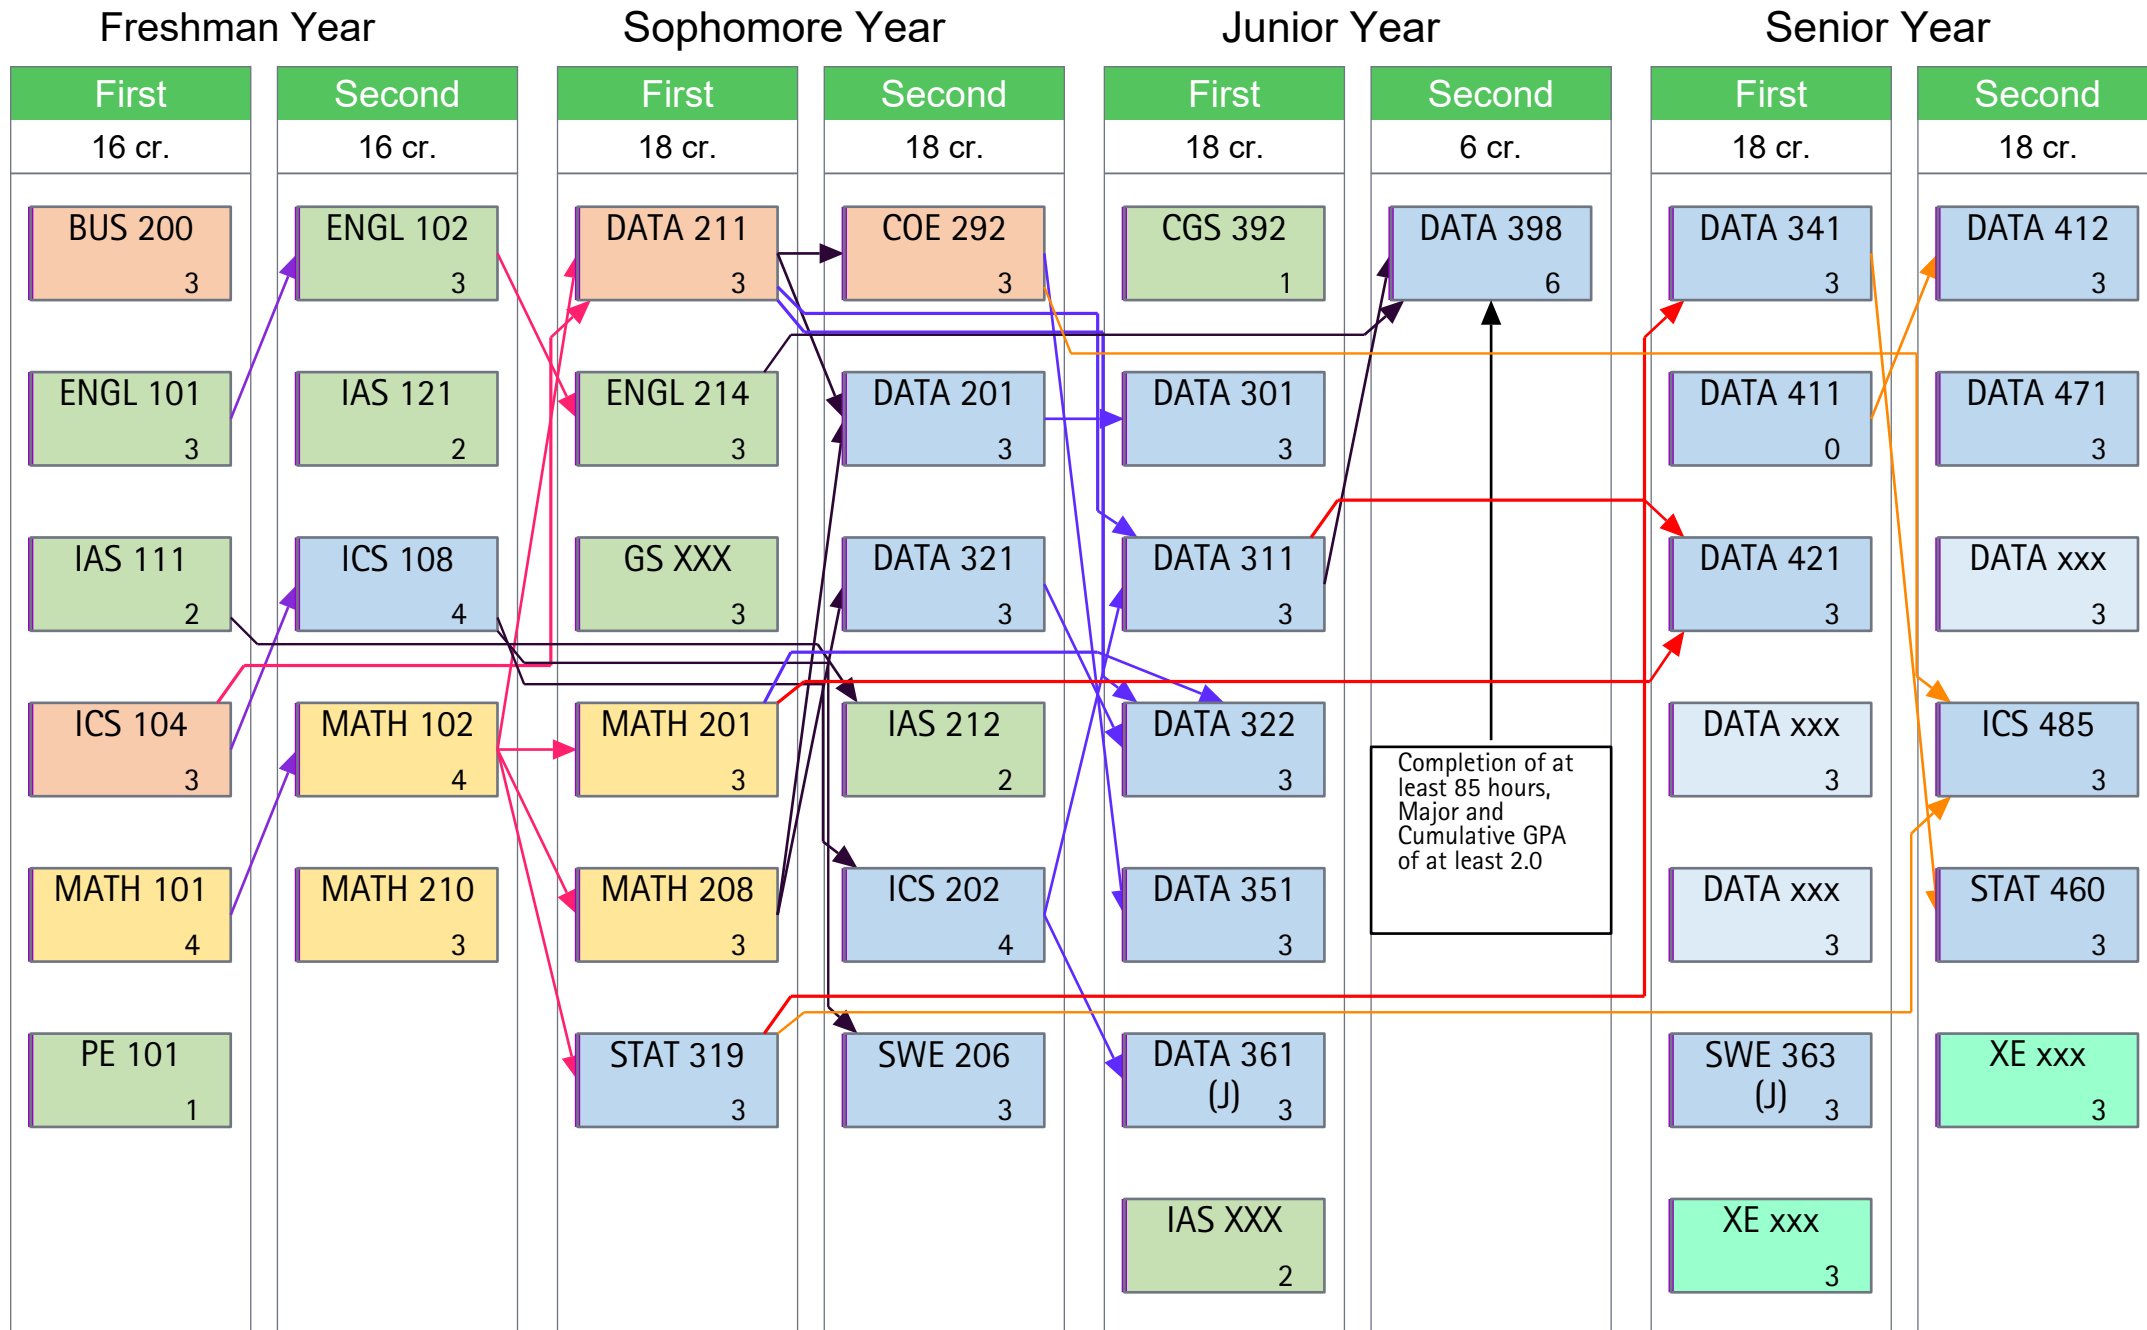 Freshman Year
Sophomore Year
Junior Year
Senior Year
First
16 cr.
BUS 200
3
ENGL 101
3
IAS 111
2
ICS 104
3
MATH 101
4
PE 101
1
Second
16 cr.
ENGL 102
3
IAS 121
2
ICS 108
4
MATH 102
4
MATH 210
3
First
18 cr.
DATA 211
3
ENGL 214
3
GS XXX
3
MATH 201
3
MATH 208
3
STAT 319
3
Second
18 cr.
COE 292
3
DATA 201
3
DATA 321
3
IAS 212
2
ICS 202
4
SWE 206
3
First
18 cr.
CGS 392
1
DATA 301
3
DATA 311
3
DATA 322
3
DATA 351
3
DATA 361
(J) 3
IAS XXX
2
Second
6 cr.
DATA 398
6
Completion of at
least 85 hours,
Major and
Cumulative GPA
of at least 2.0
First
18 cr.
DATA 341
3
DATA 411
0
DATA 421
3
DATA xxx
3
DATA xxx
3
SWE 363
(J) 3
XE xxx
3
Second
18 cr.
DATA 412
3
DATA 471
3
DATA xxx
3
ICS 485
3
STAT 460
3
XE xxx
3